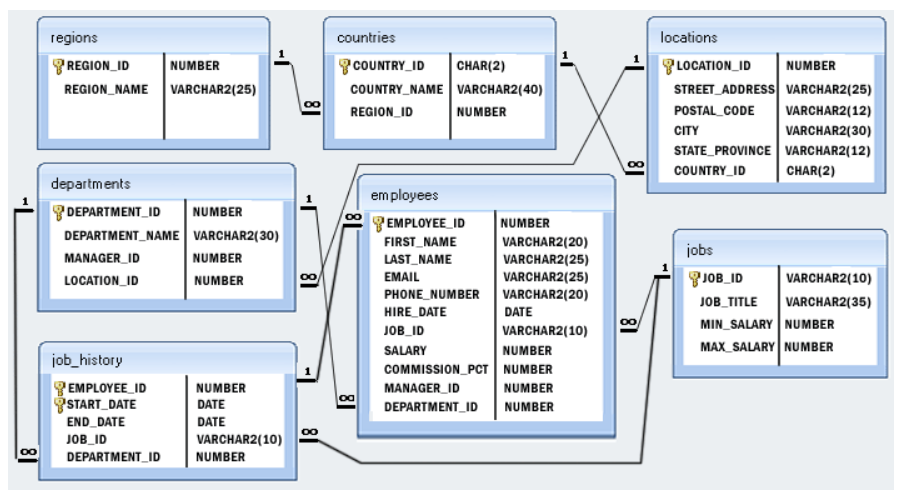 regions
REGION_ID NUMBER
REGION_NAME VARCHAR2(25)
1
∞
countries
COUNTRY_ID CHAR(2)
COUNTRY_NAME VARCHAR2(40)
REGION_ID NUMBER
1
∞
locations
LOCATION_ID NUMBER
STREET_ADDRESS VARCHAR2(25)
POSTAL_CODE VARCHAR2(12)
CITY VARCHAR2(30)
STATE_PROVINCE VARCHAR2(12)
COUNTRY_ID CHAR(2)
1
departments
DEPARTMENT_ID NUMBER
DEPARTMENT_NAME VARCHAR2(30)
MANAGER_ID NUMBER
LOCATION_ID NUMBER
1
1
∞
employees
EMPLOYEE_ID NUMBER
FIRST_NAME VARCHAR2(20)
LAST_NAME VARCHAR2(25)
EMAIL VARCHAR2(25)
PHONE_NUMBER VARCHAR2(20)
HIRE_DATE DATE
JOB_ID VARCHAR2(10)
SALARY NUMBER
COMMISSION_PCT NUMBER
MANAGER_ID NUMBER
DEPARTMENT_ID NUMBER
∞
∞
∞
jobs
JOB_ID VARCHAR2(10)
JOB_TITLE VARCHAR2(35)
MIN_SALARY NUMBER
MAX_SALARY NUMBER
1
job_history
EMPLOYEE_ID NUMBER
START_DATE DATE
END_DATE DATE
JOB_ID VARCHAR2(10)
DEPARTMENT_ID NUMBER
1
∞
∞